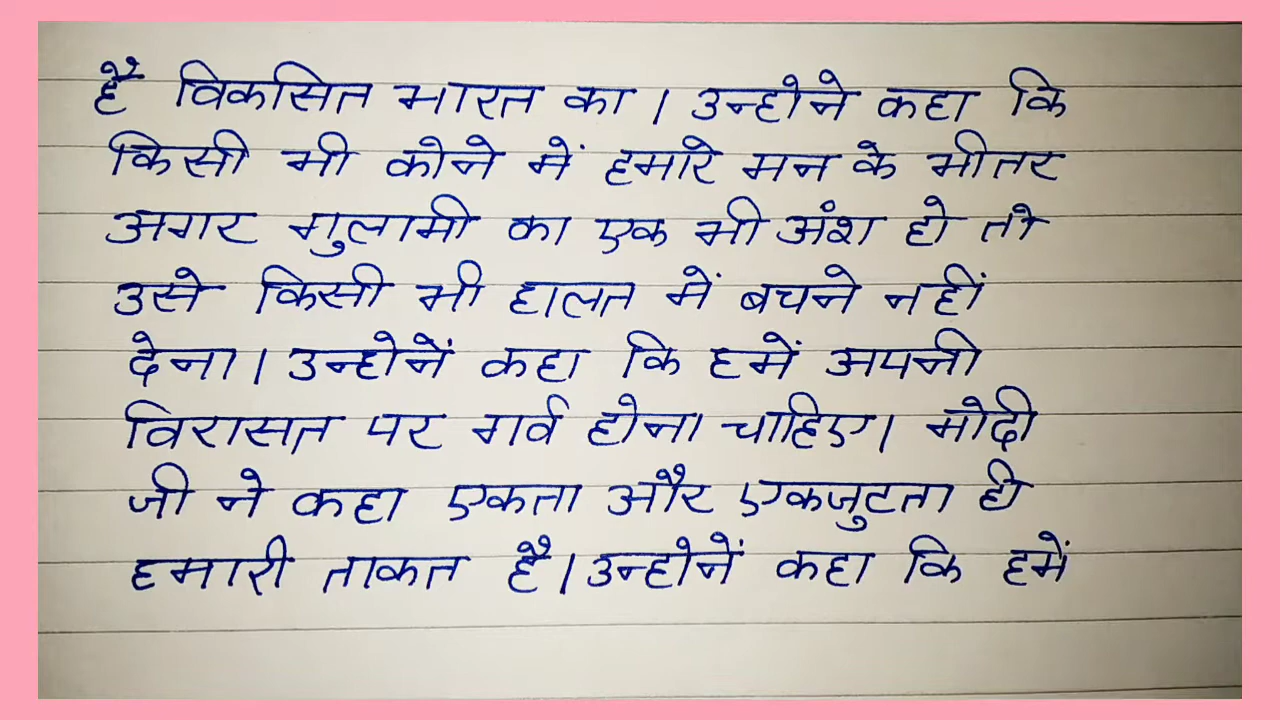 है विकसित भारत का। उन्होने कहा कि
किसी भी कोने में हमारे मन के भीतर
अगर गुलामी का एक भी अंश हो तो
उसे किसी भी हालत में बचने नहीं
देना। उन्होनें कहा कि हमें अपनी
विरासत पर गर्व होना चाहिए। मोदी
जी ने कहा एकता और एकजुटता ही
हमारी ताकत है। उन्होनें कहा कि हमें